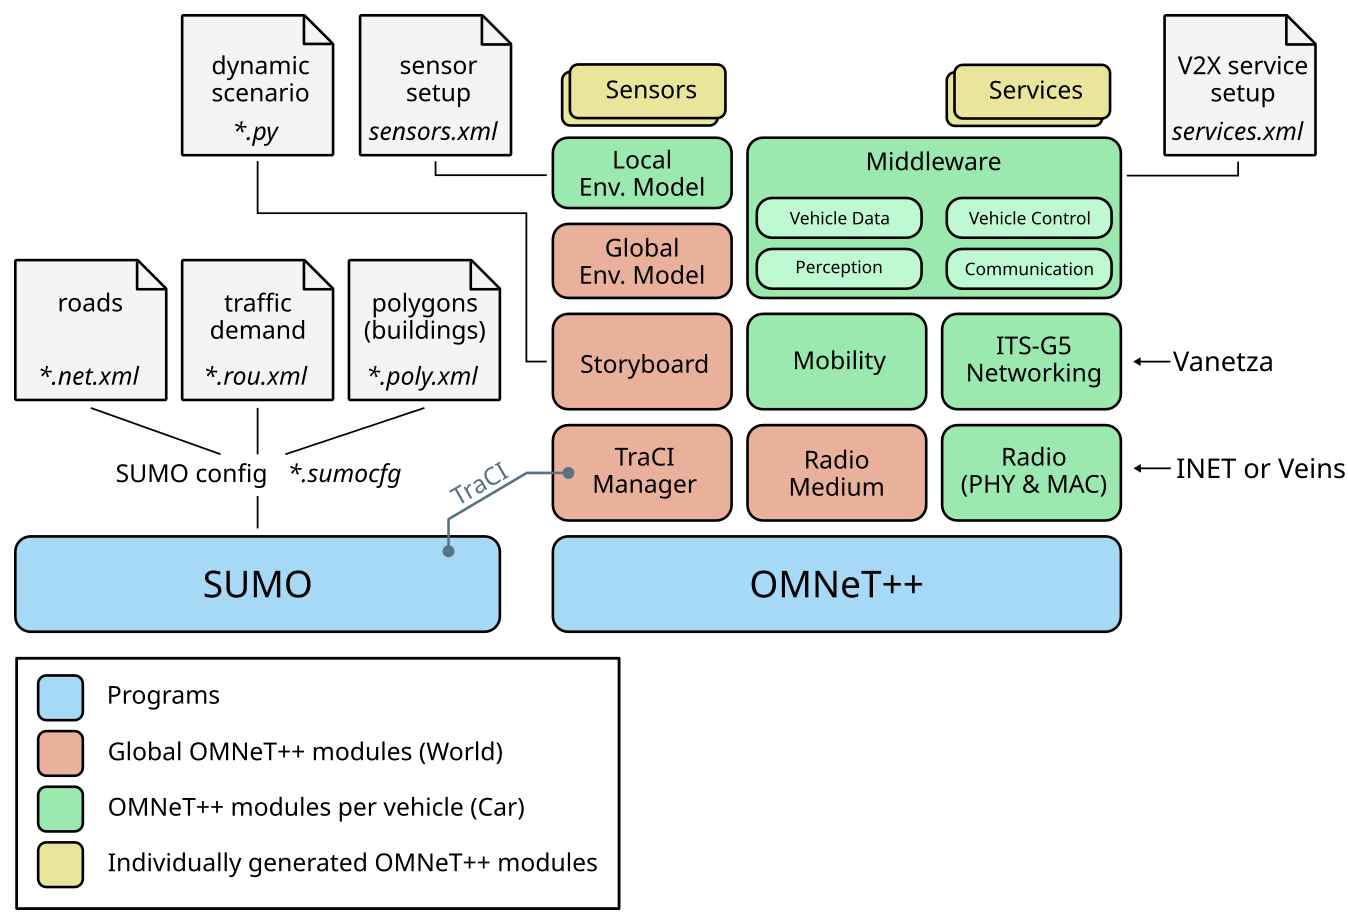 dynamic
scenario
*.py
sensor
setup
sensors.xml
Sensors
Services
V2X service
setup
services.xml
Local
Env. Model
Middleware
Vehicle Data
Vehicle Control
Perception
Communication
Global
Env. Model
roads
*.net.xml
traffic
demand
*.rou.xml
polygons
(buildings)
*.poly.xml
Storyboard
Mobility
ITS-G5
Networking
Vanetza
SUMO config *.sumocfg
TraCI
TraCI
Manager
Radio
Medium
Radio
(PHY & MAC)
INET or Veins
SUMO
OMNeT++
Programs
Global OMNeT++ modules (World)
OMNeT++ modules per vehicle (Car)
Individually generated OMNeT++ modules